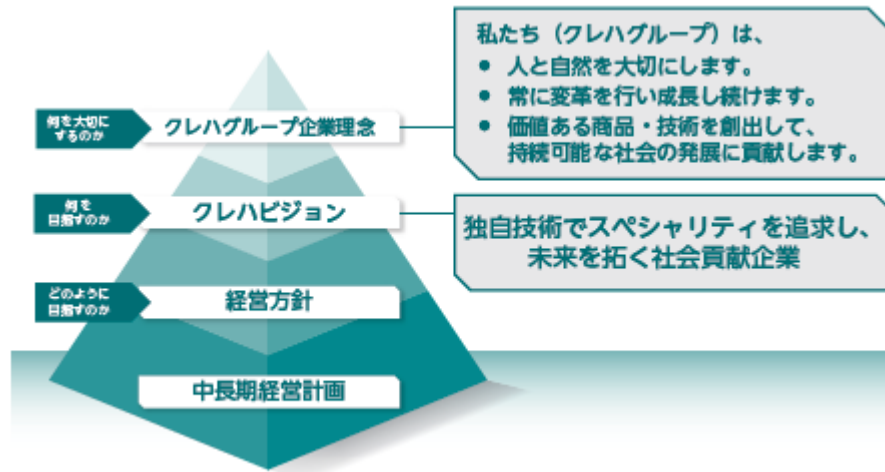 何を大切に
するのか
クレハグループ企業理念
私たち（クレハグループ）は、
● 人と自然を大切にします。
● 常に変革を行い成長し続けます。
● 価値ある商品・技術を創出して、
持続可能な社会の発展に貢献します。
何を
目指すのか
クレハビジョン
独自技術でスペシャリティを追求し、
未来を拓く社会貢献企業
どのように
目指すのか
経営方針
中長期経営計画